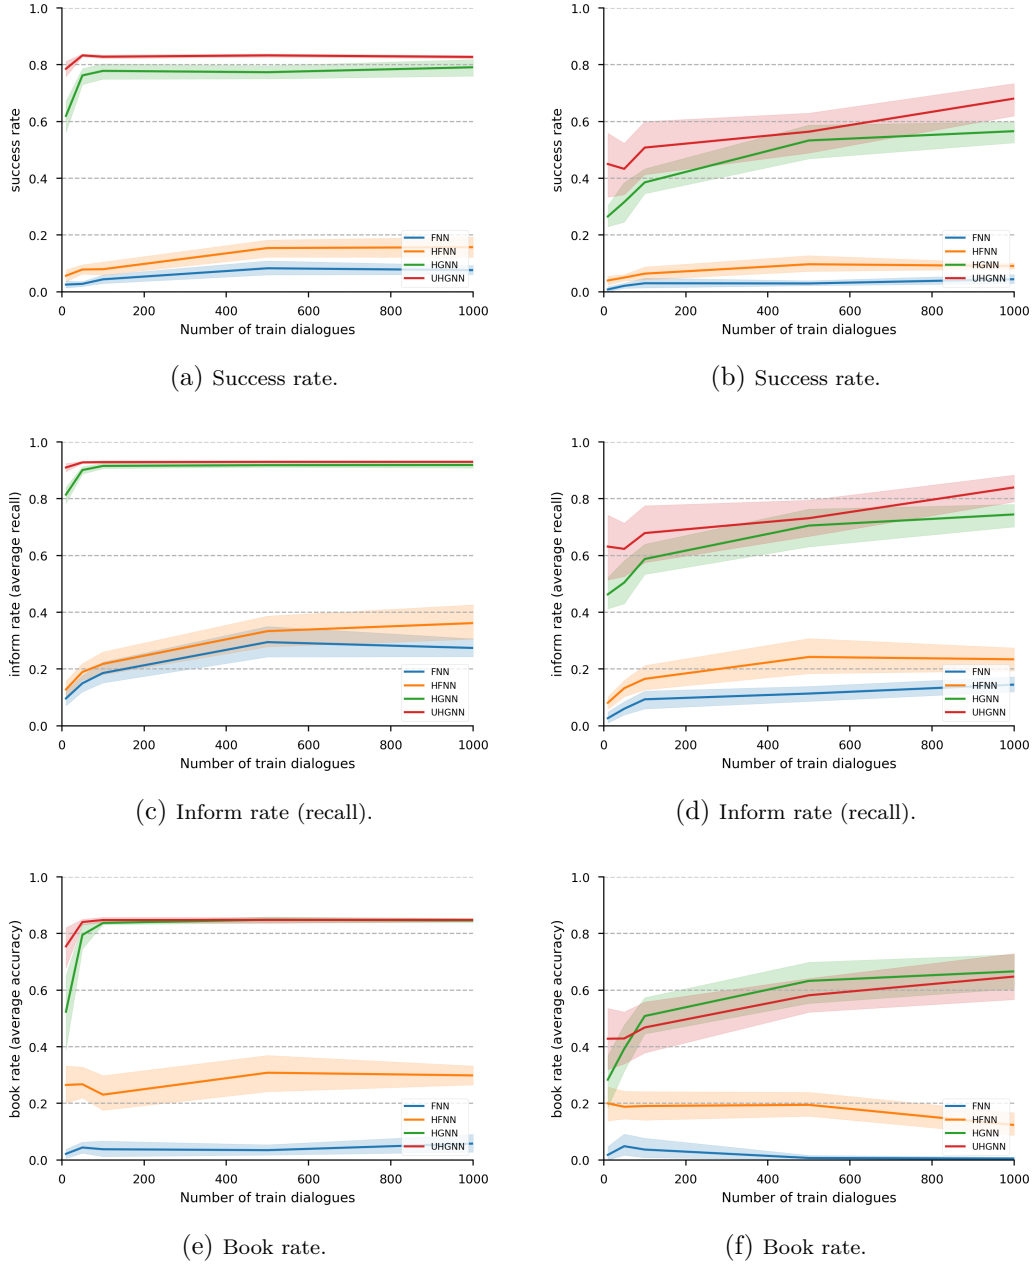 1.0
0.8
0.6
0.4
0.2
0.0
success rate
0 200 400 600 800 1000
Number of train dialogues
FNN
HFNN
HGNN
UHGNN
(a) Success rate.
1.0
0.8
0.6
0.4
0.2
0.0
success rate
0 200 400 600 800 1000
Number of train dialogues
FNN
HFNN
HGNN
UHGNN
(b) Success rate.
1.0
0.8
0.6
0.4
0.2
0.0
inform rate (average recall)
0 200 400 600 800 1000
Number of train dialogues
FNN
HFNN
HGNN
UHGNN
(c) Inform rate (recall).
1.0
0.8
0.6
0.4
0.2
0.0
inform rate (average recall)
0 200 400 600 800 1000
Number of train dialogues
FNN
HFNN
HGNN
UHGNN
(d) Inform rate (recall).
1.0
0.8
0.6
0.4
0.2
0.0
book rate (average accuracy)
0 200 400 600 800 1000
Number of train dialogues
FNN
HFNN
HGNN
UHGNN
(e) Book rate.
1.0
0.8
0.6
0.4
0.2
0.0
book rate (average accuracy)
0 200 400 600 800 1000
Number of train dialogues
FNN
HFNN
HGNN
UHGNN
(f) Book rate.